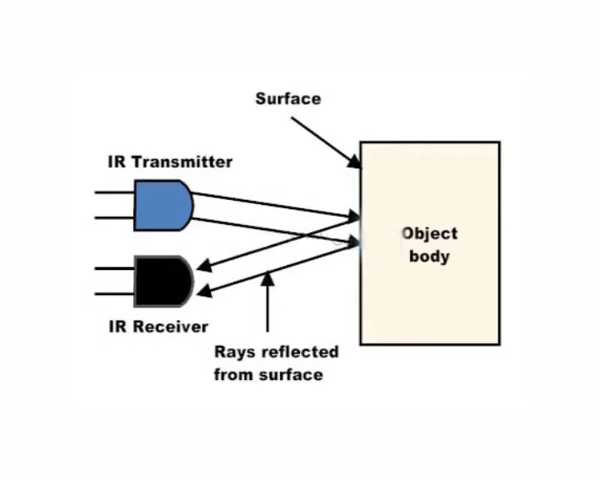 Surface
IR Transmitter
Object
body
IR Receiver
Rays reflected
from surface